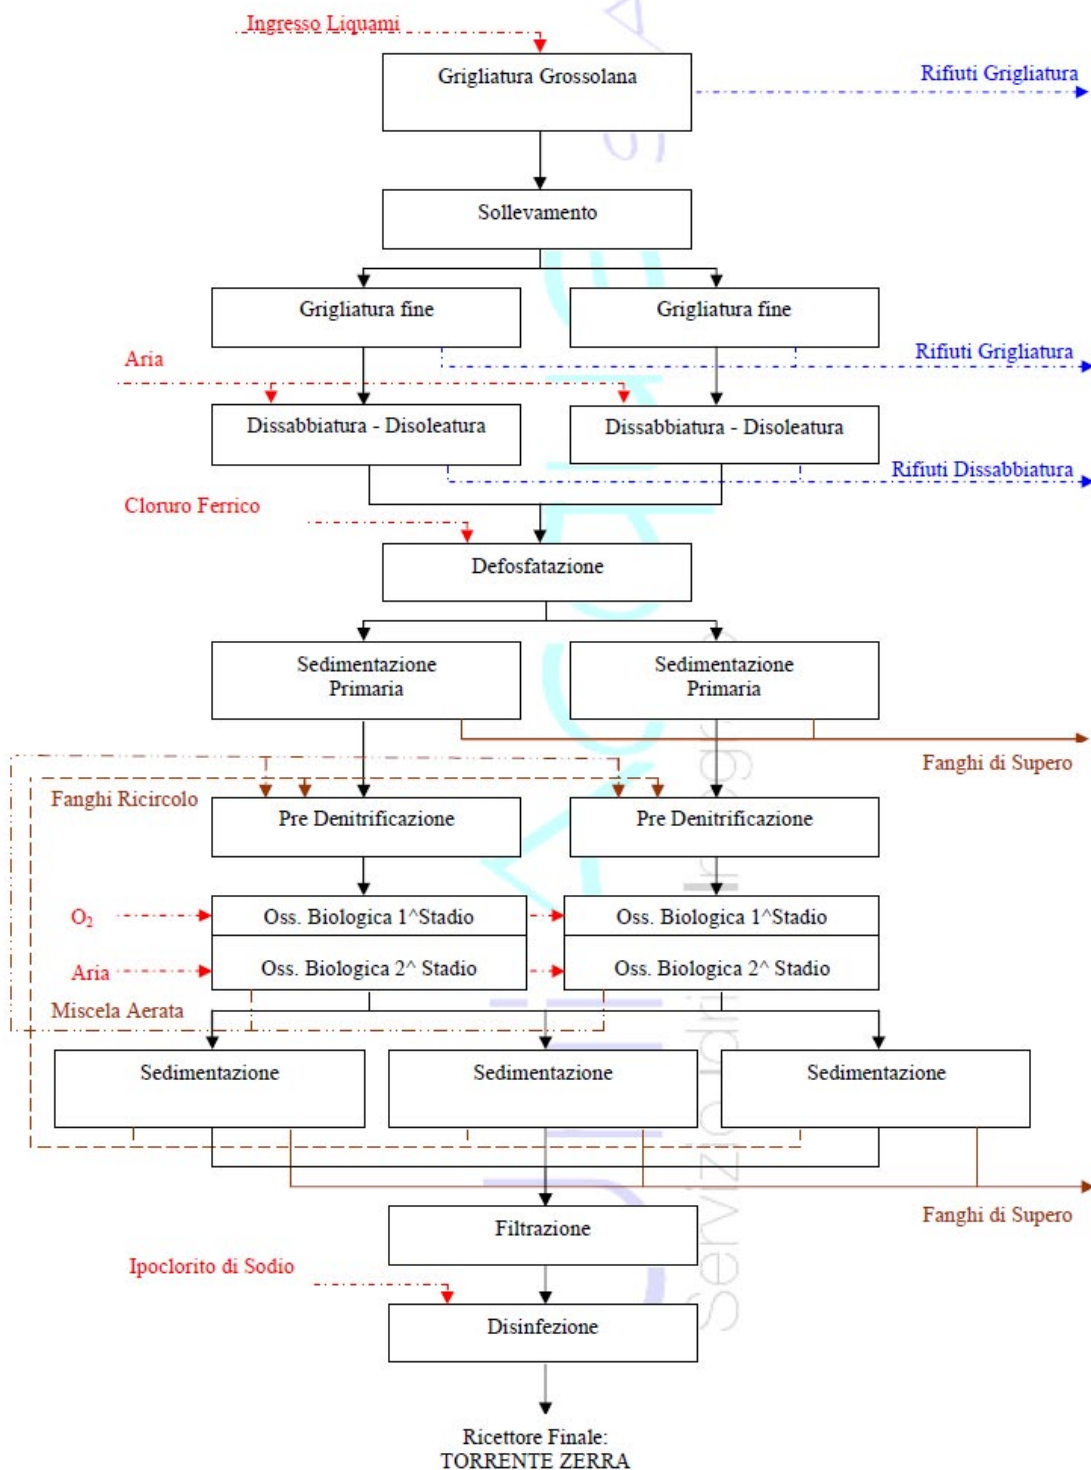 Ingresso Liquami
Grigliatura Grossolana
Rifiuti Grigliatura
Sollevamento
Grigliatura fine
Grigliatura fine
Rifiuti Grigliatura
Aria
Dissabbiatura - Disoleatura
Dissabbiatura - Disoleatura
Rifiuti Dissabbiatura
Cloruro Ferrico
Defosfatazione
Sedimentazione
Primaria
Sedimentazione
Primaria
Fanghi di Supero
Fanghi Ricircolo
Pre Denitrificazione
Pre Denitrificazione
O₂
Oss. Biologica 1^Stadio
Oss. Biologica 1^Stadio
Aria
Oss. Biologica 2^ Stadio
Oss. Biologica 2^ Stadio
Miscela Aerata
Sedimentazione
Sedimentazione
Sedimentazione
Fanghi di Supero
Filtrazione
Ipoclorito di Sodio
Disinfezione
Ricettore Finale:
TORRENTE ZERRA
Servizio